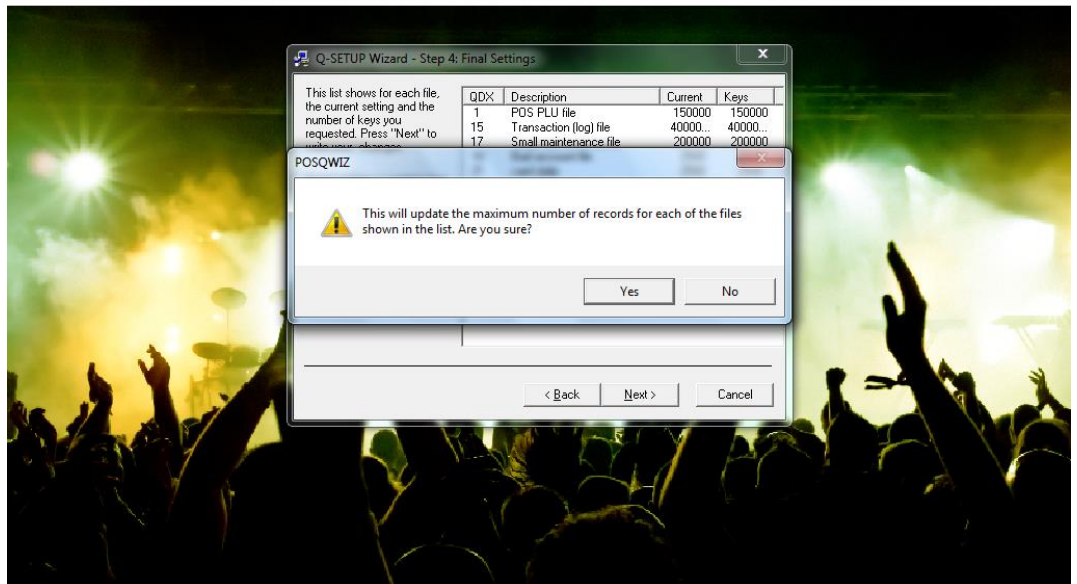 Q-SETUP Wizard - Step 4: Final Settings
x
This list shows for each file,
the current setting and the
number of keys you
requested. Press "Next" to
write your changes
QDX Description Current Keys
1 POS PLU file 150000 150000
15 Transaction (log) file 40000... 40000...
17 Small maintenance file 200000 200000
POSQWIZ
This will update the maximum number of records for each of the files
shown in the list. Are you sure?
Yes No
< Back Next > Cancel